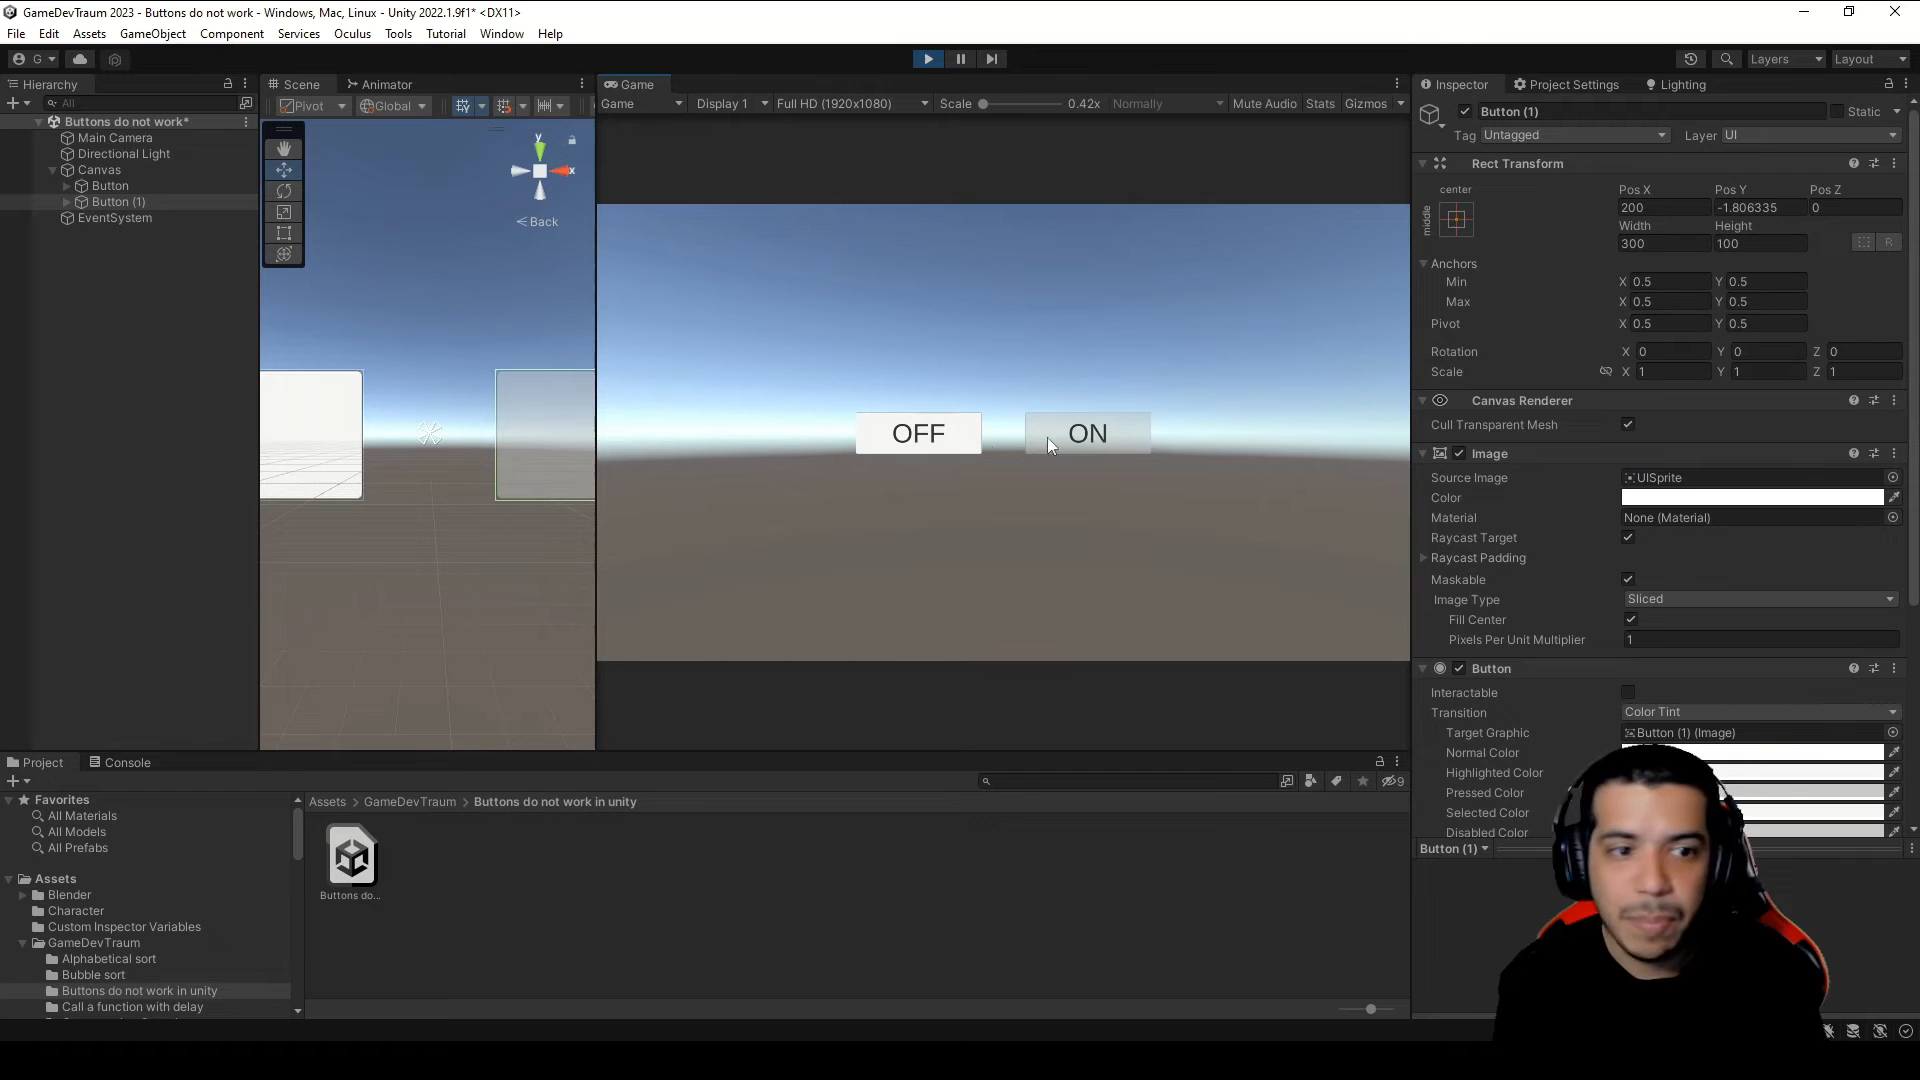 GameDevTraum 2023 - Buttons do not work - Windows, Mac, Linux - Unity 2022.1.9f1* <DX11>
File Edit Assets GameObject Component Services Oculus Tools Tutorial Window Help
G Layers Layout
Hierarchy
All
Buttons do not work*
Main Camera
Directional Light
Canvas
Button
Button (1)
EventSystem
Scene Animator
Pivot Global
y
x
Back
Game
Game Display 1 Full HD (1920x1080) Scale 0.42x Normally Mute Audio Stats Gizmos
OFF ON
Inspector Project Settings Lighting
Button (1) Static
Tag Untagged Layer UI
Rect Transform
center
middle
Pos X Pos Y Pos Z
200 -1.806335 0
Width Height
300 100
R
Anchors
Min X 0.5 Y 0.5
Max X 0.5 Y 0.5
Pivot X 0.5 Y 0.5
Rotation X 0 Y 0 Z 0
Scale X 1 Y 1 Z 1
Canvas Renderer
Cull Transparent Mesh
Image
Source Image UISprite
Color
Material None (Material)
Raycast Target
Raycast Padding
Maskable
Image Type Sliced
Fill Center
Pixels Per Unit Multiplier 1
Button
Interactable
Transition Color Tint
Target Graphic Button (1) (Image)
Normal Color
Highlighted Color
Pressed Color
Selected Color
Disabled Color
Button (1)
Project Console
9
Favorites
All Materials
All Models
All Prefabs
Assets
Blender
Character
Custom Inspector Variables
GameDevTraum
Alphabetical sort
Bubble sort
Buttons do not work in unity
Call a function with delay
Assets > GameDevTraum > Buttons do not work in unity
Buttons do...